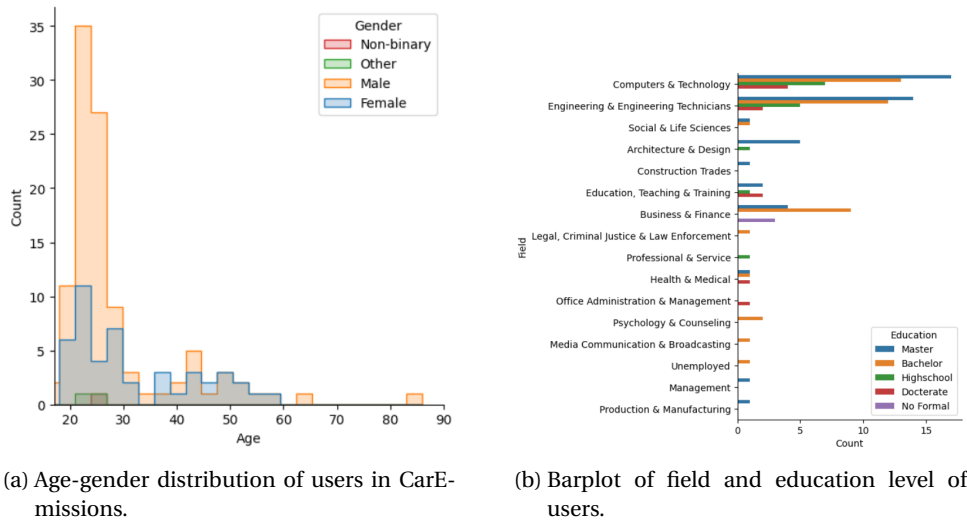 35
30
25
20
15
10
5
0
Count
20 30 40 50 60 70 80 90
Age
Gender
Non-binary
Other
Male
Female
(a) Age-gender distribution of users in CarE-
missions.
Field
Computers & Technology
Engineering & Engineering Technicians
Social & Life Sciences
Architecture & Design
Construction Trades
Education, Teaching & Training
Business & Finance
Legal, Criminal Justice & Law Enforcement
Professional & Service
Health & Medical
Office Administration & Management
Psychology & Counseling
Media Communication & Broadcasting
Unemployed
Management
Production & Manufacturing
0 5 10 15
Count
Education
Master
Bachelor
Highschool
Docterate
No Formal
(b) Barplot of field and education level of
users.